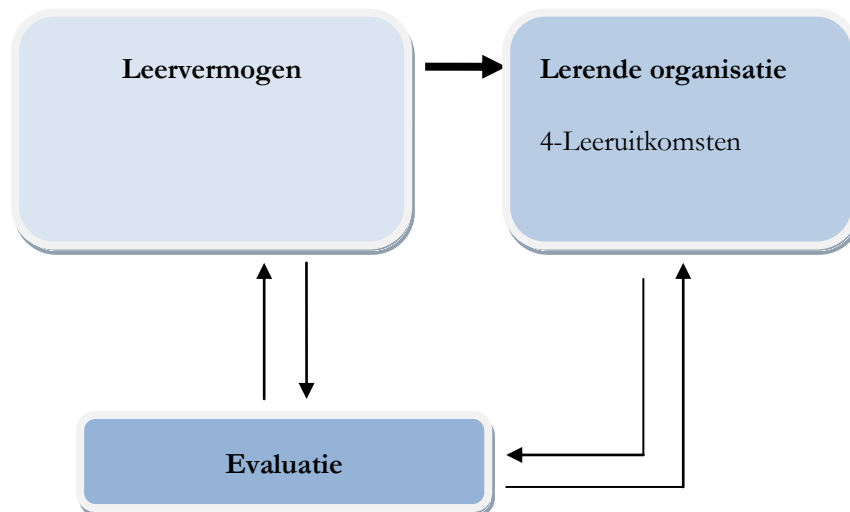 Leervermogen
Lerende organisatie
4-Leeruitkomsten
Evaluatie